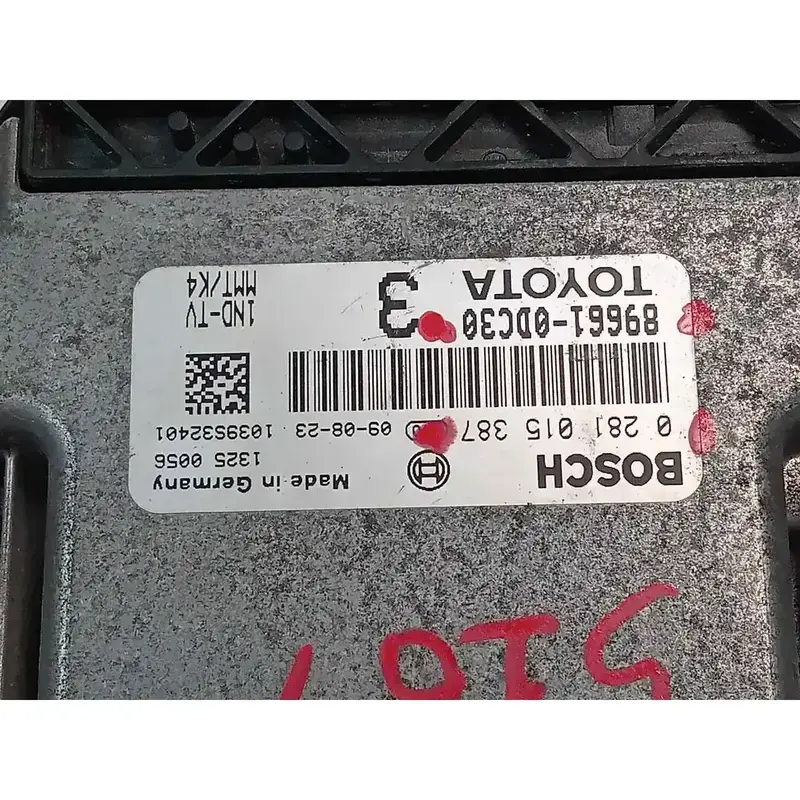 BOSCH Made in Germany 1325 0056
0 281 015 387 09-08-23 1039S32401
89661-0DC30 3 1ND-TV
TOYOTA MMT/K4